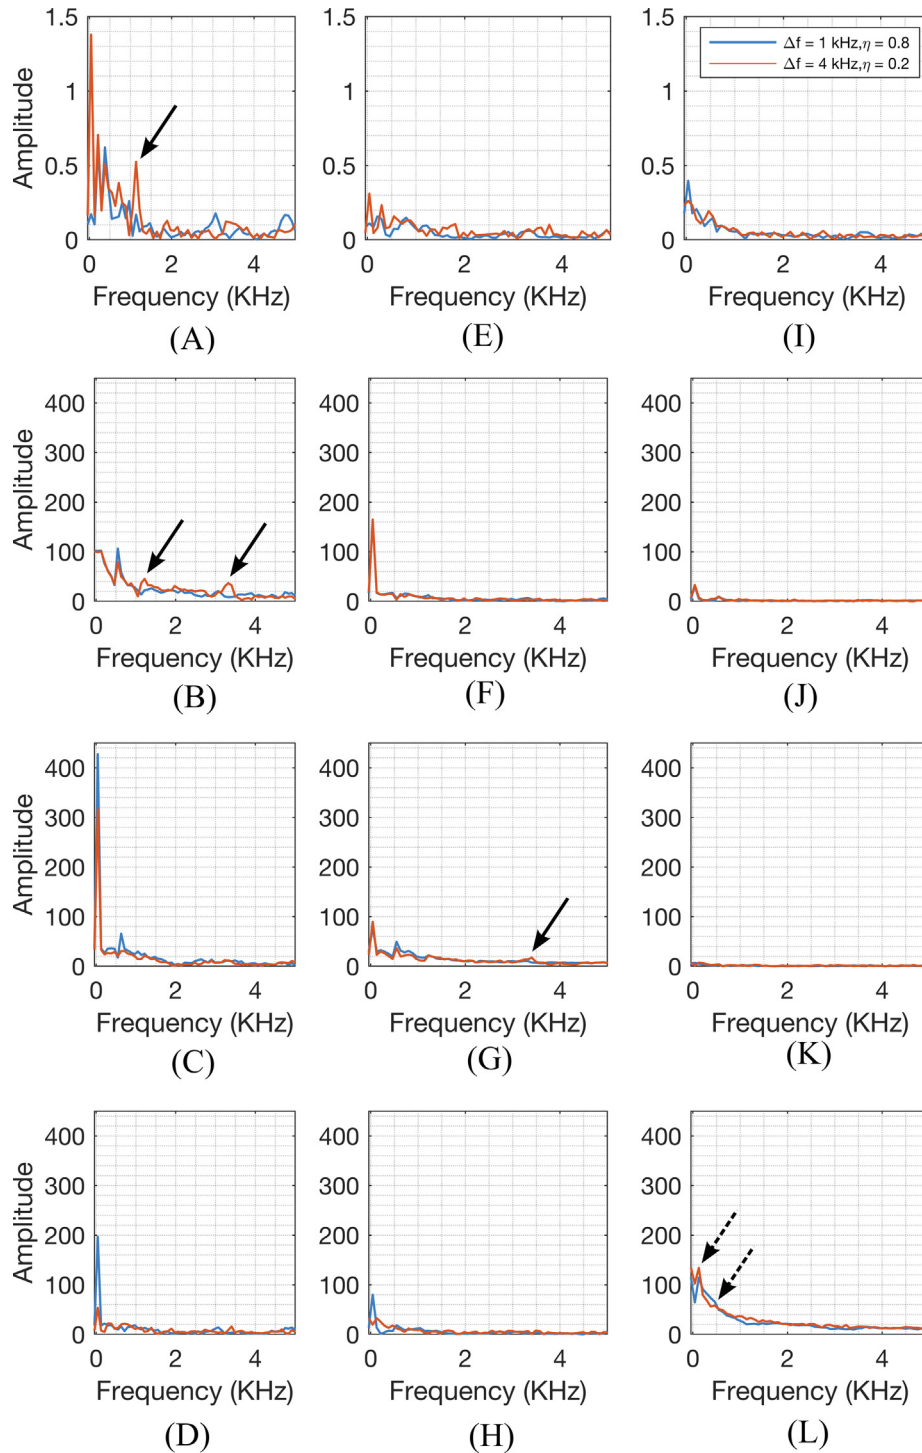 1.5
1
0.5
0
Amplitude
0 2 4
Frequency (KHz)
(A)
1.5
1
0.5
0
0 2 4
Frequency (KHz)
(E)
1.5
1
0.5
0
Δf = 1 kHz,η = 0.8
Δf = 4 kHz,η = 0.2
0 2 4
Frequency (KHz)
(I)
400
300
200
100
0
Amplitude
0 2 4
Frequency (KHz)
(B)
400
300
200
100
0
0 2 4
Frequency (KHz)
(F)
400
300
200
100
0
0 2 4
Frequency (KHz)
(J)
400
300
200
100
0
Amplitude
0 2 4
Frequency (KHz)
(C)
400
300
200
100
0
0 2 4
Frequency (KHz)
(G)
400
300
200
100
0
0 2 4
Frequency (KHz)
(K)
400
300
200
100
0
Amplitude
0 2 4
Frequency (KHz)
(D)
400
300
200
100
0
0 2 4
Frequency (KHz)
(H)
400
300
200
100
0
0 2 4
Frequency (KHz)
(L)